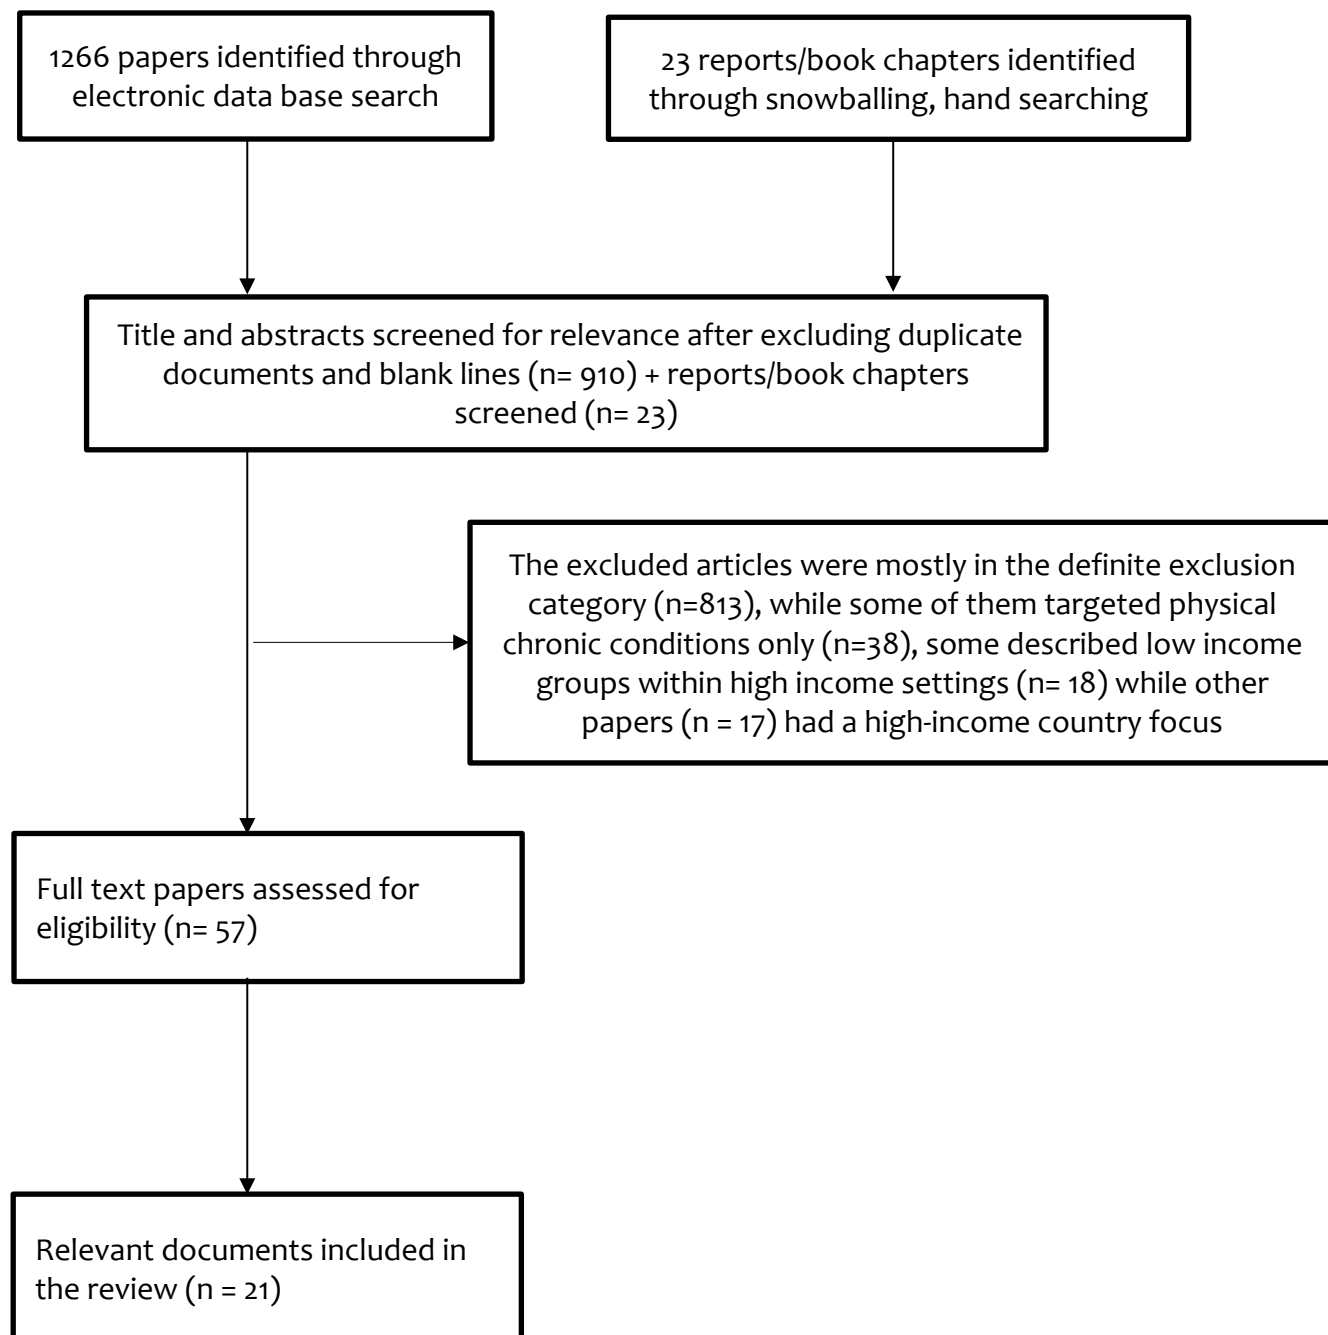 1266 papers identified through
electronic data base search
23 reports/book chapters identified
through snowballing, hand searching
Title and abstracts screened for relevance after excluding duplicate
documents and blank lines (n= 910) + reports/book chapters
screened (n= 23)
The excluded articles were mostly in the definite exclusion
category (n=813), while some of them targeted physical
chronic conditions only (n=38), some described low income
groups within high income settings (n= 18) while other
papers (n = 17) had a high-income country focus
Full text papers assessed for
eligibility (n= 57)
Relevant documents included in
the review (n = 21)